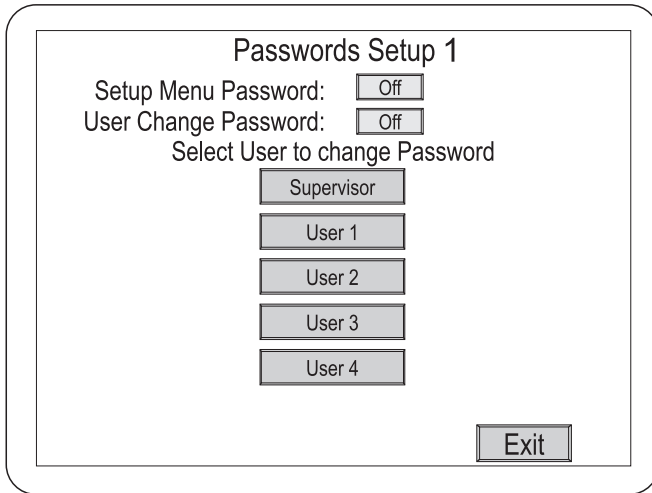 Passwords Setup 1
Setup Menu Password: Off
User Change Password: Off
Select User to change Password
Supervisor
User 1
User 2
User 3
User 4
Exit